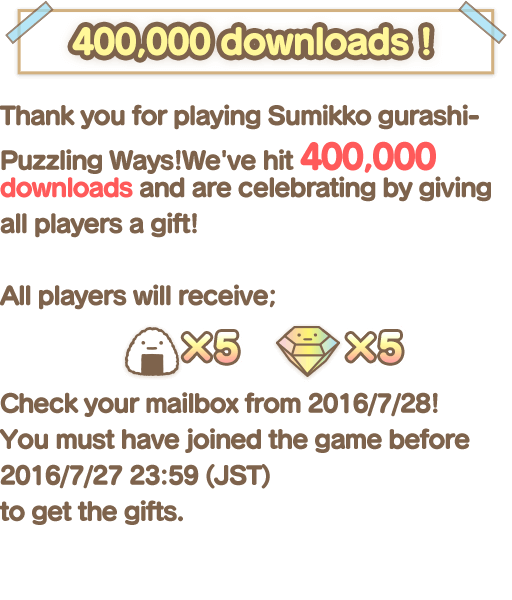 400,000 downloads !
Thank you for playing Sumikko gurashi-
Puzzling Ways!We've hit 400,000
downloads and are celebrating by giving
all players a gift!
All players will receive;
×5 ×5
Check your mailbox from 2016/7/28!
You must have joined the game before
2016/7/27 23:59 (JST)
to get the gifts.